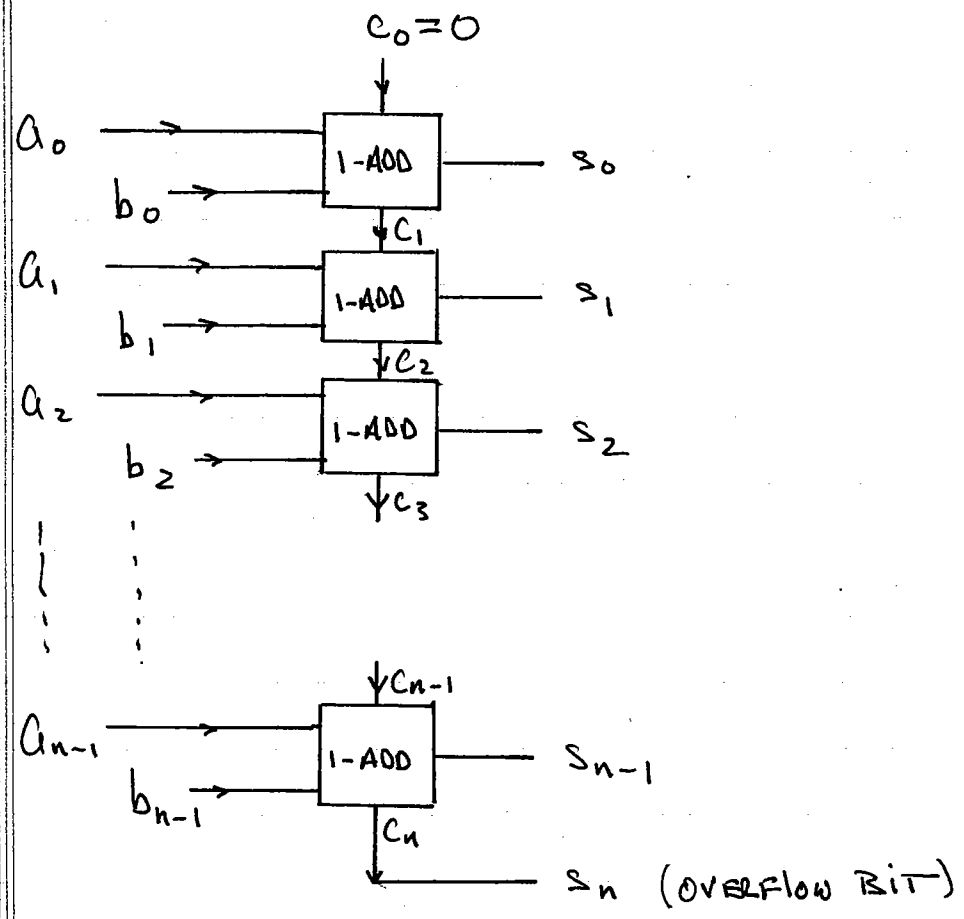 c₀=0
a₀
1-ADD
s₀
b₀
c₁
a₁
1-ADD
s₁
b₁
c₂
a₂
1-ADD
s₂
b₂
c₃
cₙ₋₁
aₙ₋₁
1-ADD
sₙ₋₁
bₙ₋₁
cₙ
sₙ (OVERFLOW BIT)